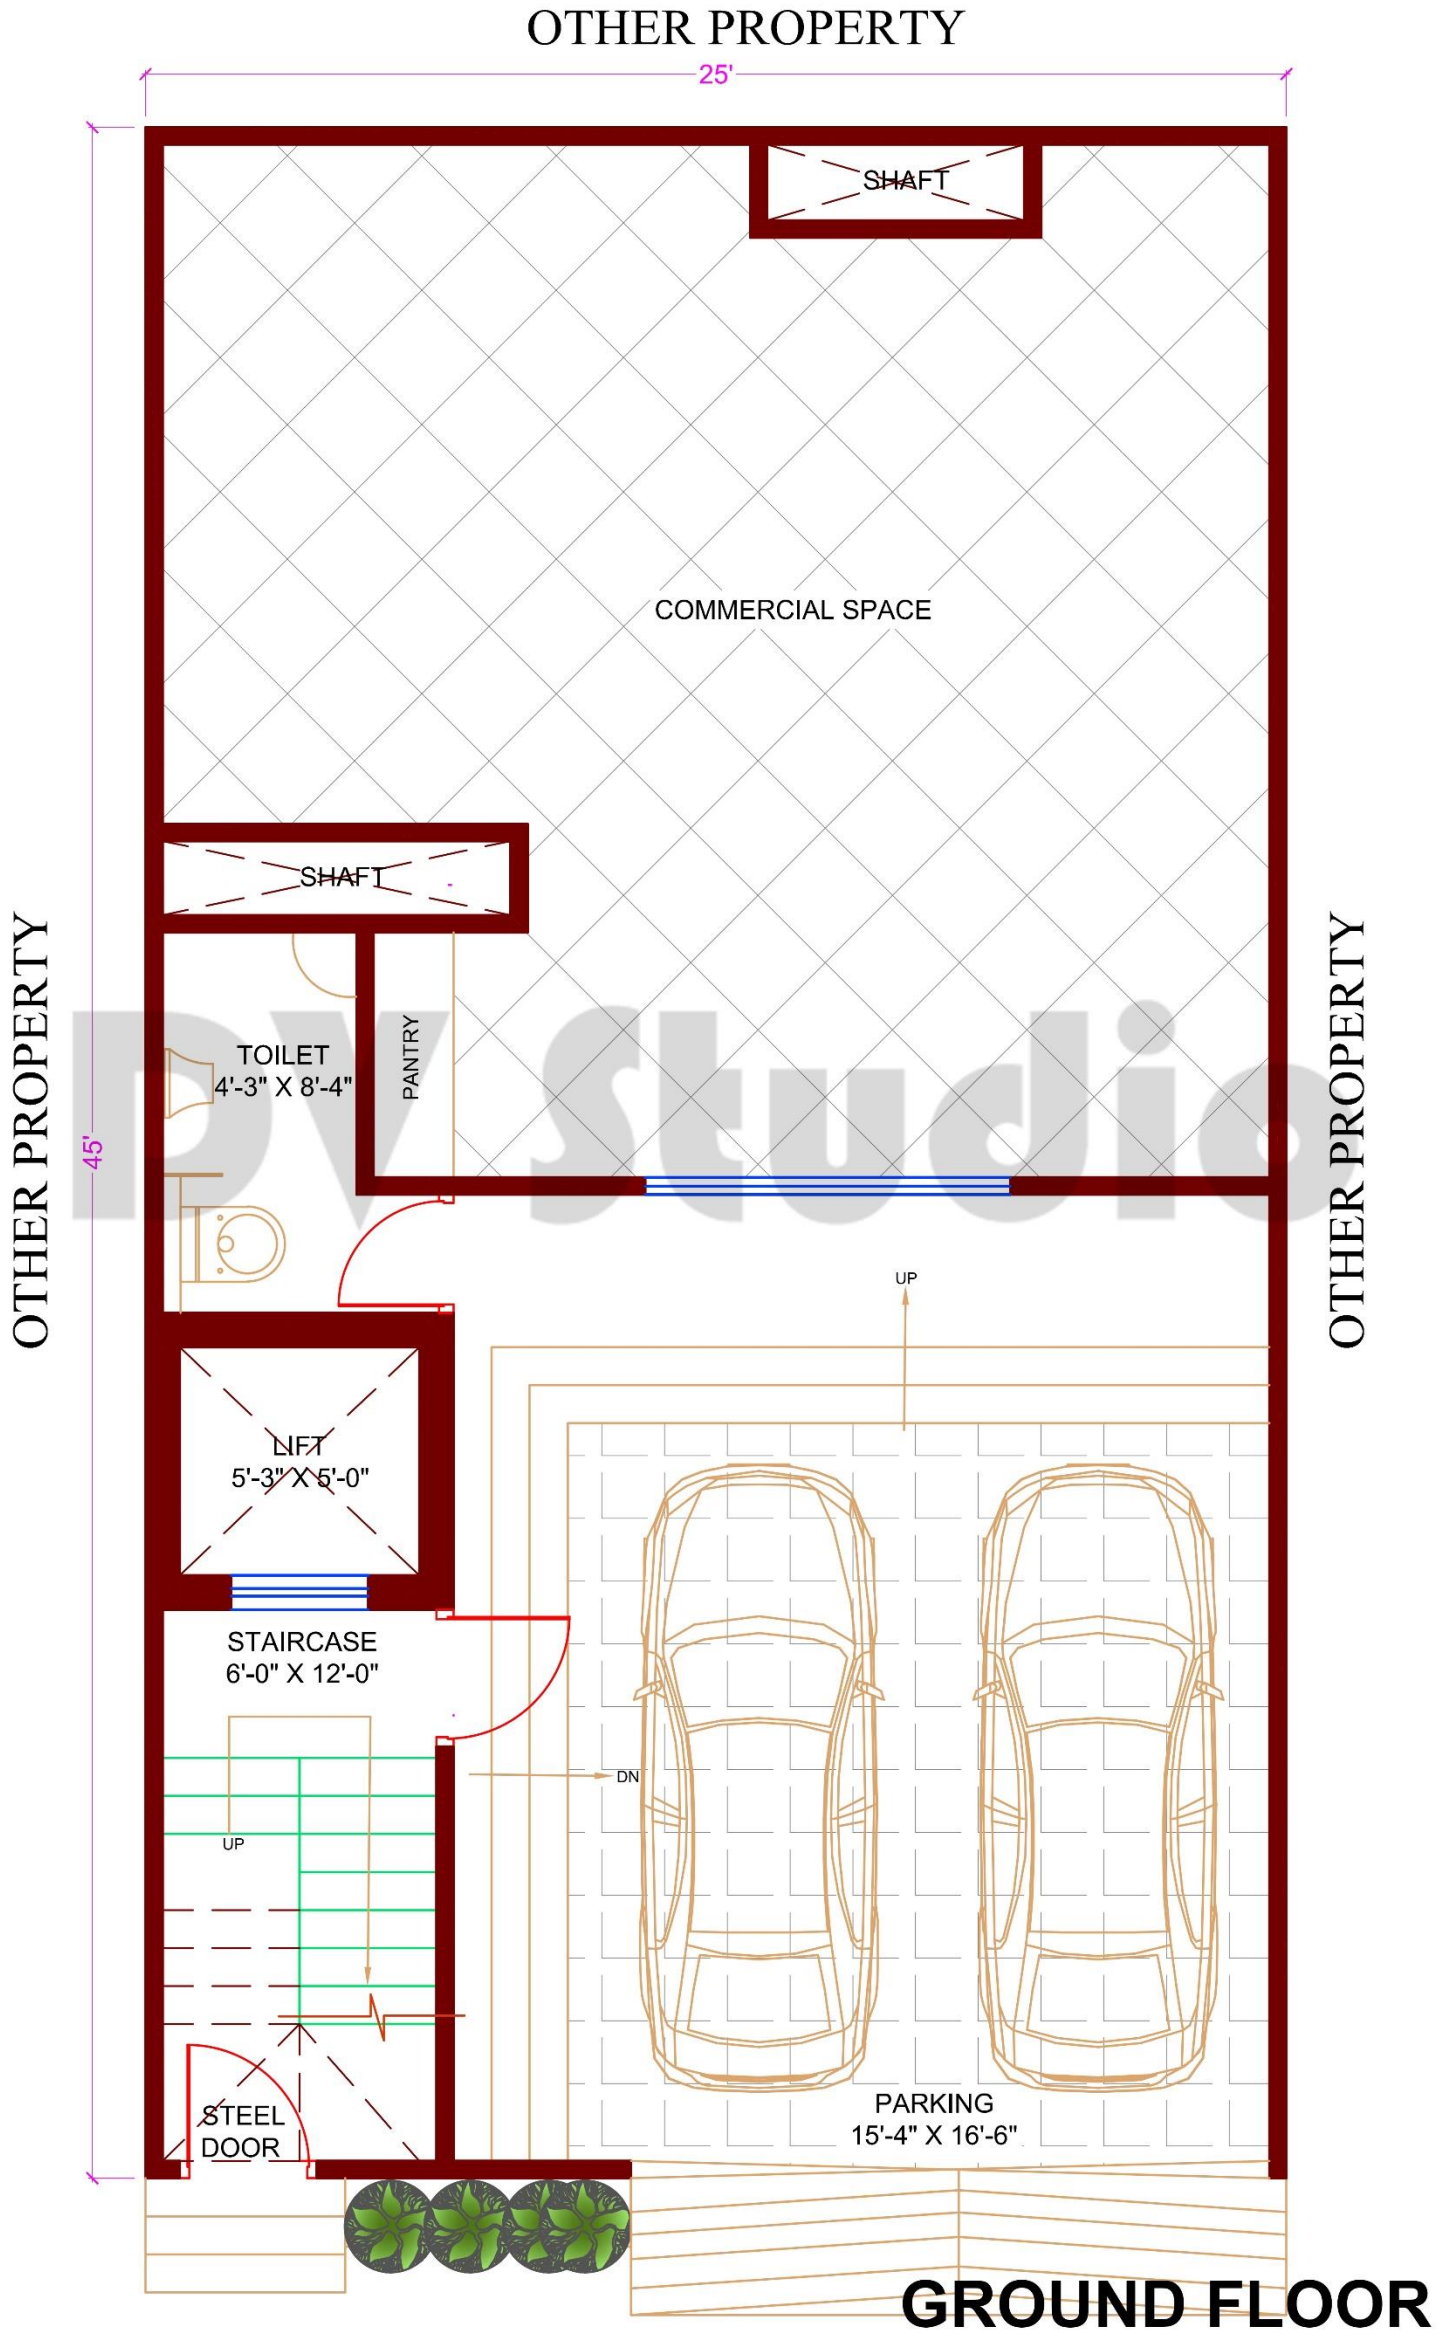 OTHER PROPERTY
25'
SHAFT
COMMERCIAL SPACE
SHAFT
OTHER PROPERTY
OTHER PROPERTY
45'
TOILET
4'-3" X 8'-4"
PANTRY
DV Studio
UP
LIFT
5'-3" X 5'-0"
STAIRCASE
6'-0" X 12'-0"
DN
UP
STEEL
DOOR
PARKING
15'-4" X 16'-6"
GROUND FLOOR